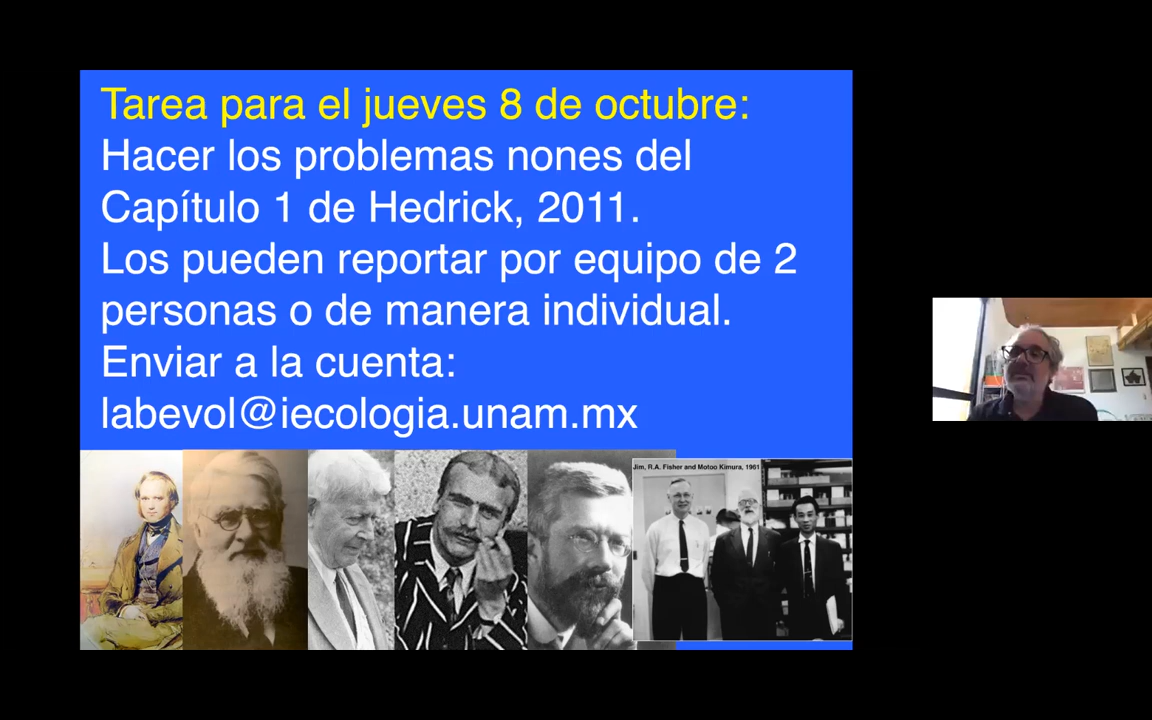 Tarea para el jueves 8 de octubre:
Hacer los problemas nones del
Capítulo 1 de Hedrick, 2011.
Los pueden reportar por equipo de 2
personas o de manera individual.
Enviar a la cuenta:
labevol@iecologia.unam.mx
Jim, R.A. Fisher and Motoo Kimura, 1961